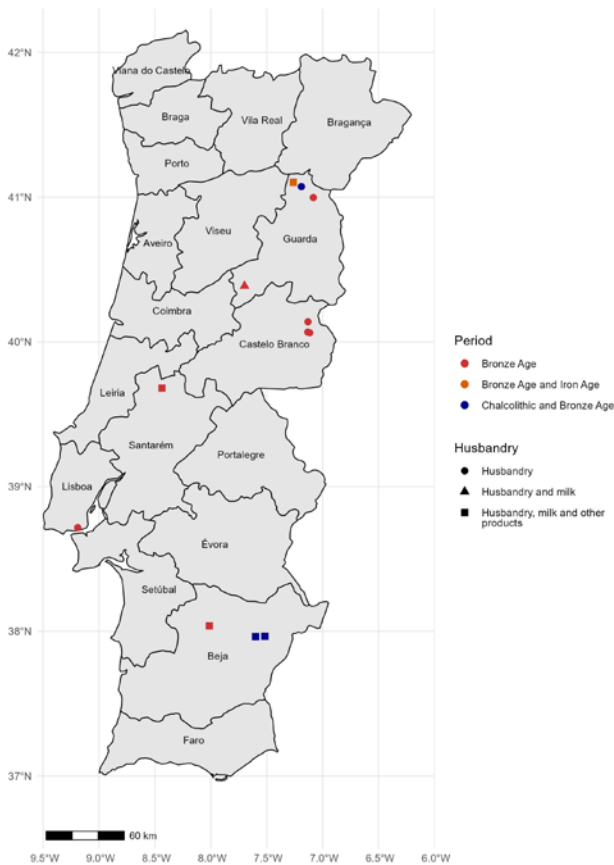 42°N
Viana do Castelo
Braga
Vila Real
Bragança
Porto
41°N
Viseu
Aveiro
Guarda
Coimbra
40°N
Castelo Branco
Leiria
Santarém
Portalegre
39°N
Lisboa
Évora
Setúbal
38°N
Beja
Faro
37°N
60 km
9.5°W 9.0°W 8.5°W 8.0°W 7.5°W 7.0°W 6.5°W 6.0°W
Period
Bronze Age
Bronze Age and Iron Age
Chalcolithic and Bronze Age
Husbandry
Husbandry
Husbandry and milk
Husbandry, milk and other
products